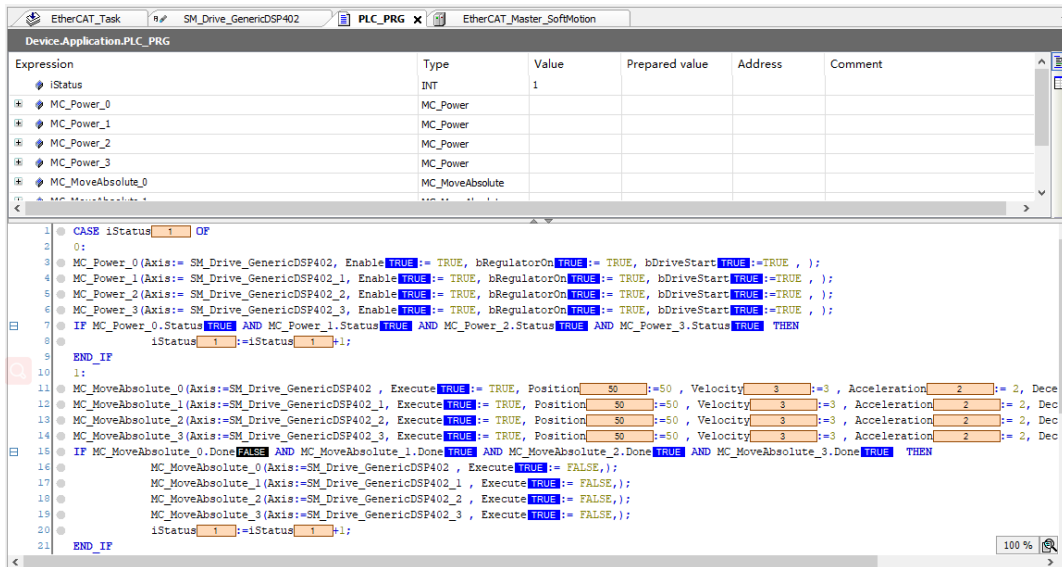 EtherCAT_Task SM_Drive_GenericDSP402 PLC_PRG EtherCAT_Master_SoftMotion
Device.Application.PLC_PRG
Expression Type Value Prepared value Address Comment
iStatus INT 1
MC_Power_0 MC_Power
MC_Power_1 MC_Power
MC_Power_2 MC_Power
MC_Power_3 MC_Power
MC_MoveAbsolute_0 MC_MoveAbsolute
1 CASE iStatus 1 OF
2 0:
3 MC_Power_0(Axis:= SM_Drive_GenericDSP402, Enable TRUE := TRUE, bRegulatorOn TRUE := TRUE, bDriveStart TRUE :=TRUE , );
4 MC_Power_1(Axis:= SM_Drive_GenericDSP402_1, Enable TRUE := TRUE, bRegulatorOn TRUE := TRUE, bDriveStart TRUE :=TRUE , );
5 MC_Power_2(Axis:= SM_Drive_GenericDSP402_2, Enable TRUE := TRUE, bRegulatorOn TRUE := TRUE, bDriveStart TRUE :=TRUE , );
6 MC_Power_3(Axis:= SM_Drive_GenericDSP402_3, Enable TRUE := TRUE, bRegulatorOn TRUE := TRUE, bDriveStart TRUE :=TRUE , );
7 IF MC_Power_0.Status TRUE AND MC_Power_1.Status TRUE AND MC_Power_2.Status TRUE AND MC_Power_3.Status TRUE THEN
8 iStatus 1 :=iStatus 1 +1;
9 END_IF
10 1:
11 MC_MoveAbsolute_0(Axis:=SM_Drive_GenericDSP402 , Execute TRUE := TRUE, Position 50 :=50 , Velocity 3 :=3 , Acceleration 2 := 2, Dece
12 MC_MoveAbsolute_1(Axis:=SM_Drive_GenericDSP402_1, Execute TRUE := TRUE, Position 50 :=50 , Velocity 3 :=3 , Acceleration 2 := 2, Dec
13 MC_MoveAbsolute_2(Axis:=SM_Drive_GenericDSP402_2, Execute TRUE := TRUE, Position 50 :=50 , Velocity 3 :=3 , Acceleration 2 := 2, Dec
14 MC_MoveAbsolute_3(Axis:=SM_Drive_GenericDSP402_3, Execute TRUE := TRUE, Position 50 :=50 , Velocity 3 :=3 , Acceleration 2 := 2, Dec
15 IF MC_MoveAbsolute_0.Done FALSE AND MC_MoveAbsolute_1.Done TRUE AND MC_MoveAbsolute_2.Done TRUE AND MC_MoveAbsolute_3.Done TRUE THEN
16 MC_MoveAbsolute_0(Axis:=SM_Drive_GenericDSP402 , Execute TRUE := FALSE,);
17 MC_MoveAbsolute_1(Axis:=SM_Drive_GenericDSP402_1 , Execute TRUE := FALSE,);
18 MC_MoveAbsolute_2(Axis:=SM_Drive_GenericDSP402_2 , Execute TRUE := FALSE,);
19 MC_MoveAbsolute_3(Axis:=SM_Drive_GenericDSP402_3 , Execute TRUE := FALSE,);
20 iStatus 1 :=iStatus 1 +1;
21 END_IF
100 %